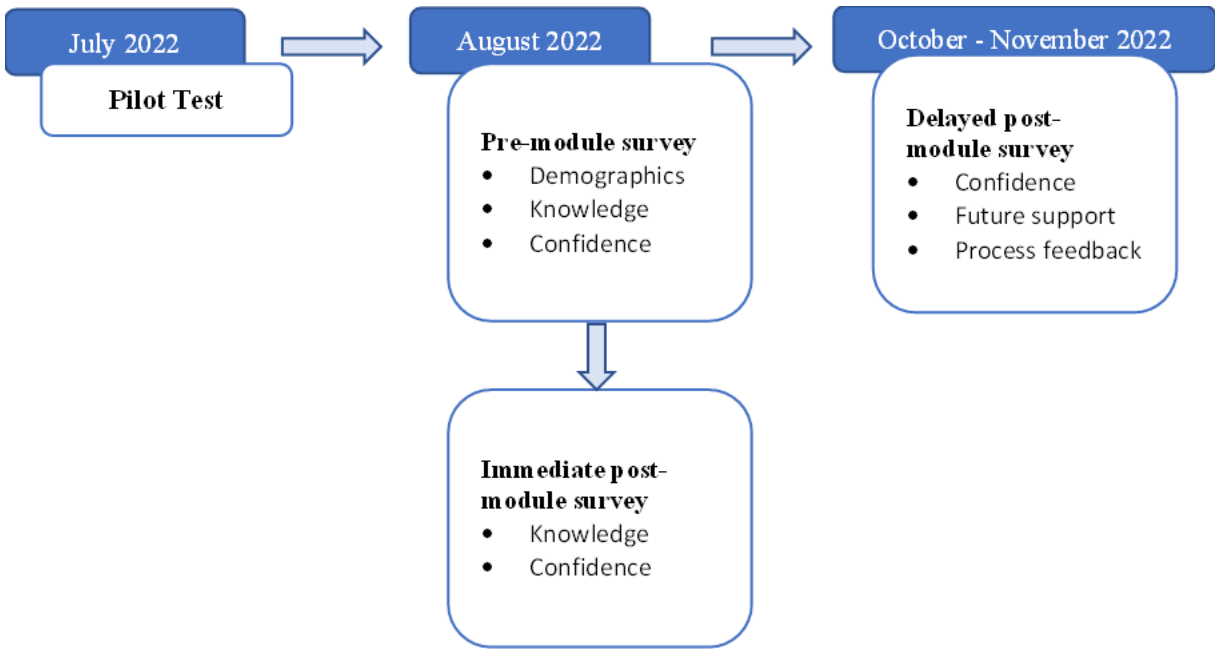 July 2022
Pilot Test
August 2022
Pre-module survey
• Demographics
• Knowledge
• Confidence
Immediate post-
module survey
• Knowledge
• Confidence
October - November 2022
Delayed post-
module survey
• Confidence
• Future support
• Process feedback